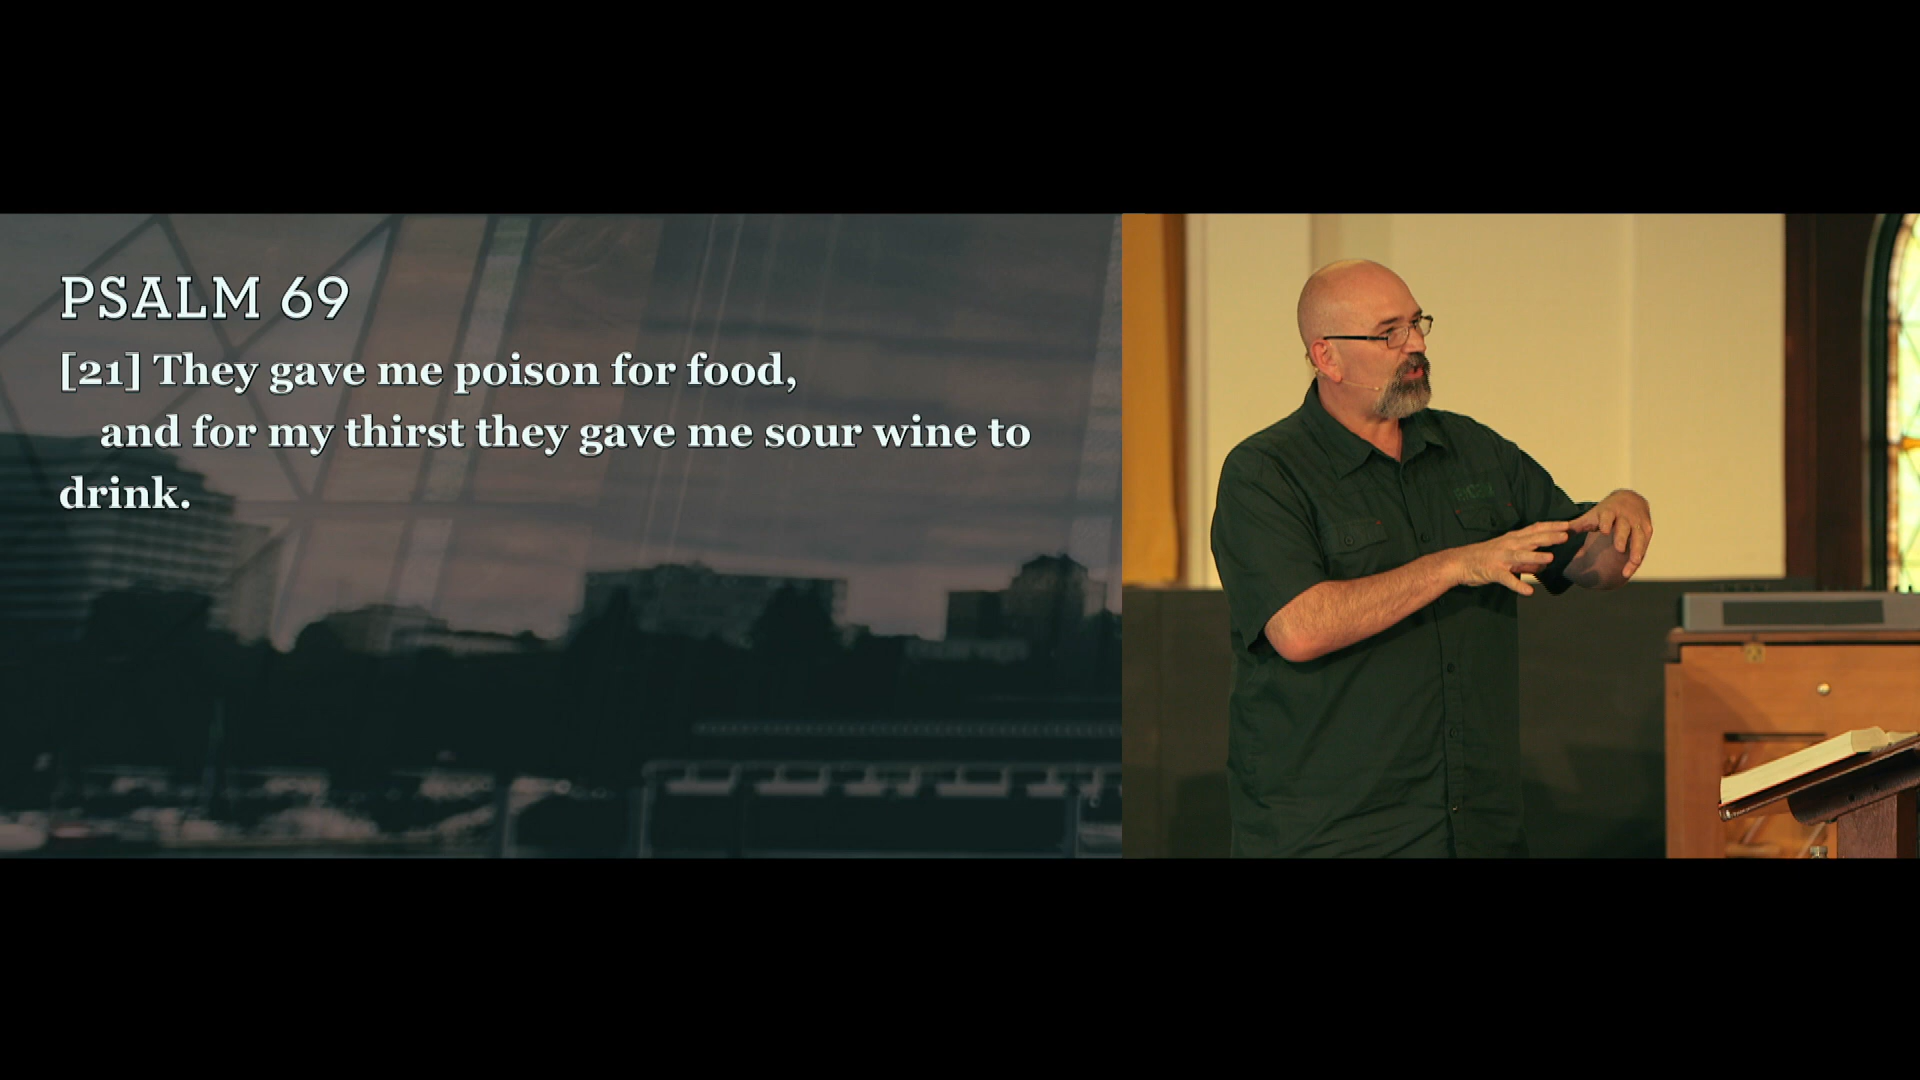 PSALM 69
[21] They gave me poison for food,
and for my thirst they gave me sour wine to
drink.